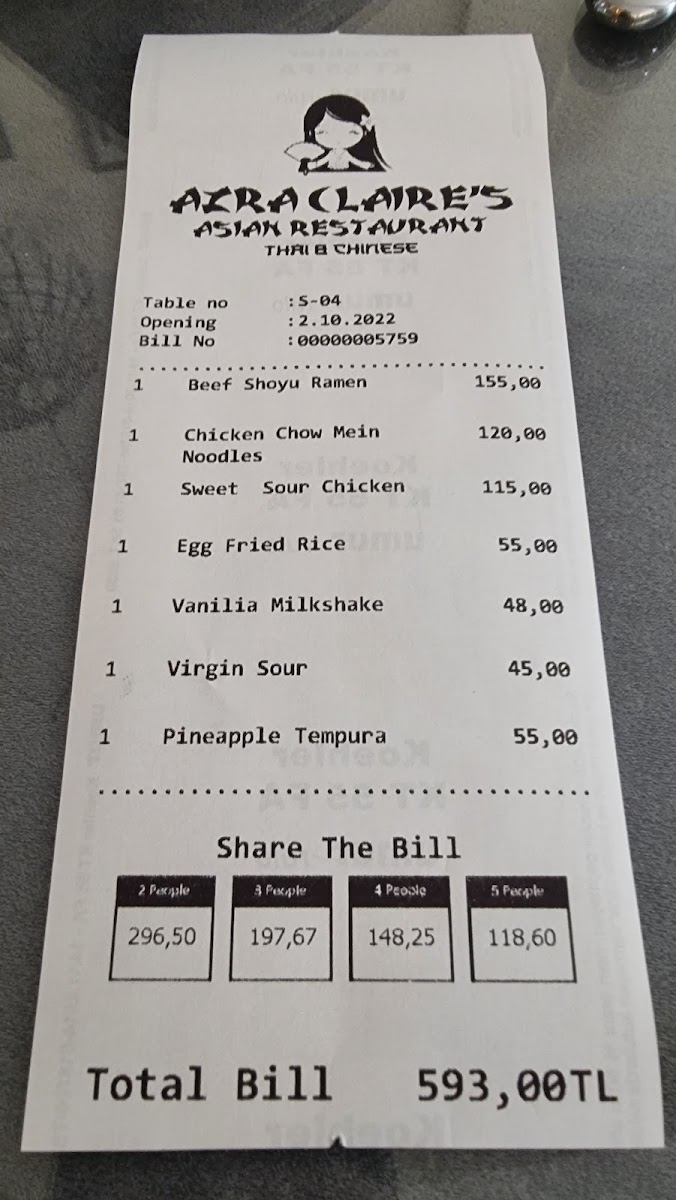 AZRA CLAIRE'S
ASIAN RESTAURANT
THAI & CHINESE
Table no :S-04
Opening :2.10.2022
Bill No :00000005759
1 Beef Shoyu Ramen 155,00
1 Chicken Chow Mein 120,00
Noodles
1 Sweet Sour Chicken 115,00
1 Egg Fried Rice 55,00
1 Vanilia Milkshake 48,00
1 Virgin Sour 45,00
1 Pineapple Tempura 55,00
Share The Bill
2 People 3 People 4 People 5 People
296,50 197,67 148,25 118,60
Total Bill 593,00TL